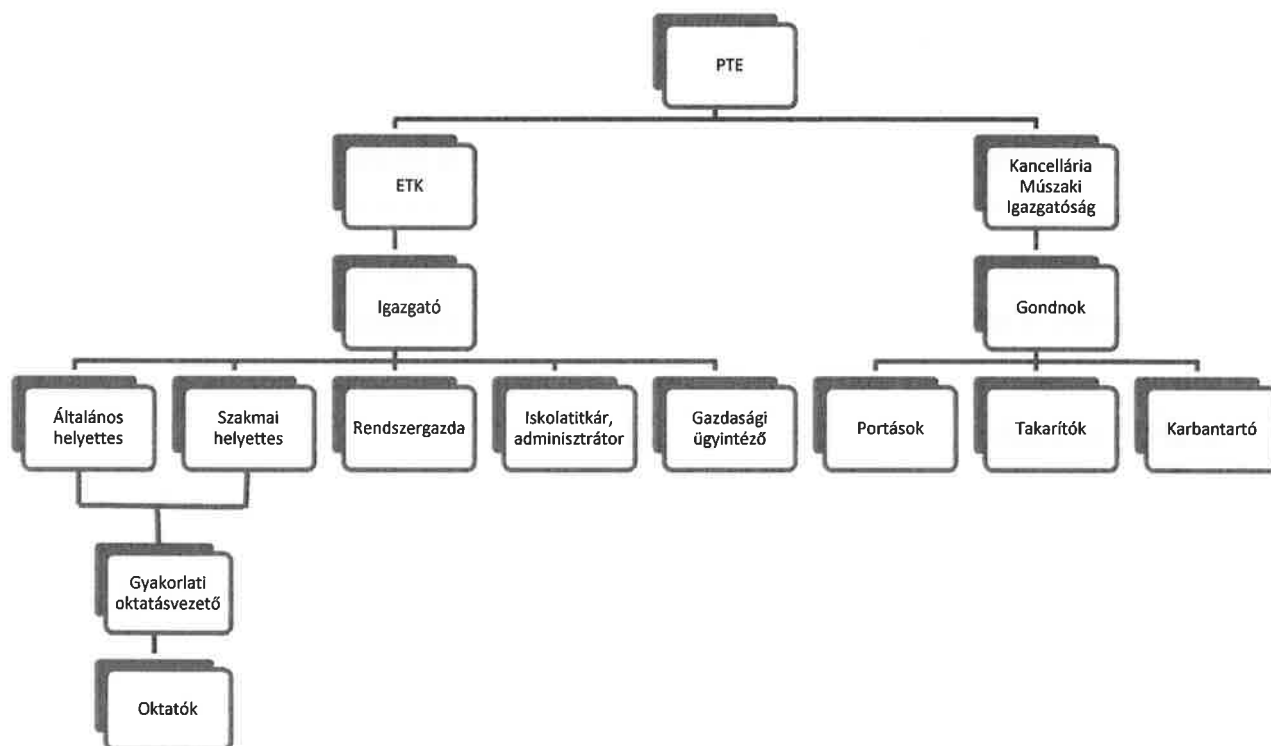 PTE
ETK
Kancellária
Múszaki
Igazgatóság
Igazgató
Gondnok
Általános
helyettes
Szakmai
helyettes
Rendszergazda
Iskolatitkár,
adminisztrátor
Gazdasági
ügyintéző
Portások
Takarítók
Karbantartó
Gyakorlati
oktatásvezető
Oktatók